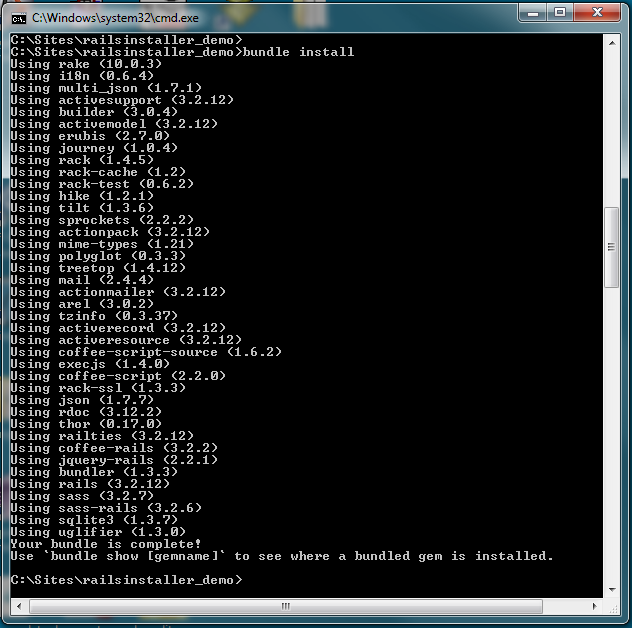 C:\Windows\system32\cmd.exe
C:\Sites\railsinstaller_demo>
C:\Sites\railsinstaller_demo>bundle install
Using rake (10.0.3)
Using i18n (0.6.4)
Using multi_json (1.7.1)
Using activesupport (3.2.12)
Using builder (3.0.4)
Using activemodel (3.2.12)
Using erubis (2.7.0)
Using journey (1.0.4)
Using rack (1.4.5)
Using rack-cache (1.2)
Using rack-test (0.6.2)
Using hike (1.2.1)
Using tilt (1.3.6)
Using sprockets (2.2.2)
Using actionpack (3.2.12)
Using mime-types (1.21)
Using polyglot (0.3.3)
Using treetop (1.4.12)
Using mail (2.4.4)
Using actionmailer (3.2.12)
Using arel (3.0.2)
Using tzinfo (0.3.37)
Using activerecord (3.2.12)
Using activeresource (3.2.12)
Using coffee-script-source (1.6.2)
Using execjs (1.4.0)
Using coffee-script (2.2.0)
Using rack-ssl (1.3.3)
Using json (1.7.7)
Using rdoc (3.12.2)
Using thor (0.17.0)
Using railties (3.2.12)
Using coffee-rails (3.2.2)
Using jquery-rails (2.2.1)
Using bundler (1.3.3)
Using rails (3.2.12)
Using sass (3.2.7)
Using sass-rails (3.2.6)
Using sqlite3 (1.3.7)
Using uglifier (1.3.0)
Your bundle is complete!
Use `bundle show [gemname]` to see where a bundled gem is installed.
C:\Sites\railsinstaller_demo>